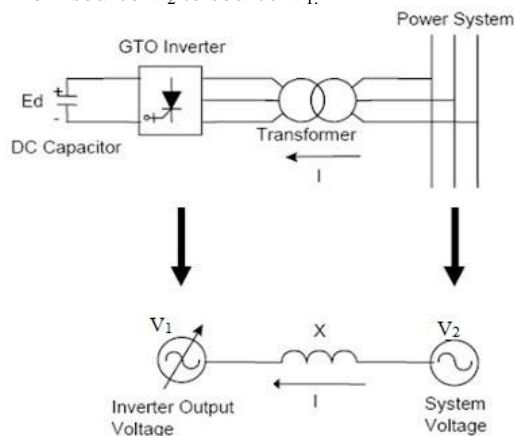 Power System
GTO Inverter
Ed
+
-
DC Capacitor
Transformer
I
V1
X
V2
I
Inverter Output
Voltage
System
Voltage